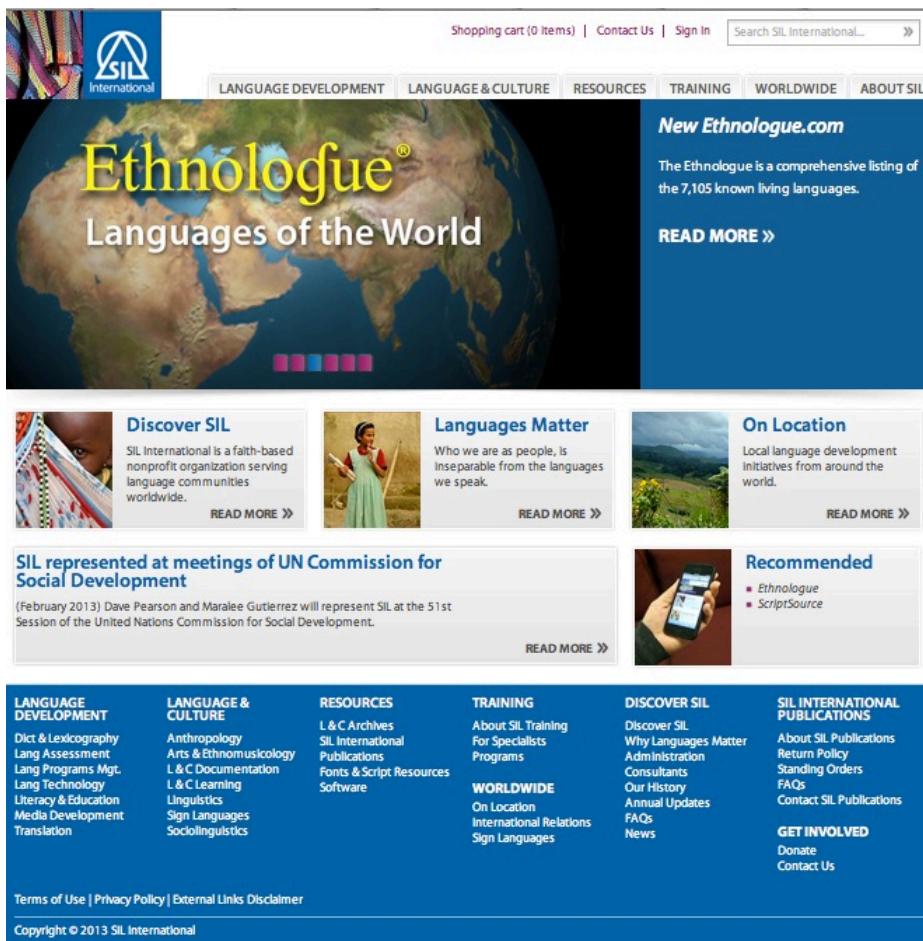 Shopping cart (0 items) | Contact Us | Sign In
Search SIL International...
SIL
International
LANGUAGE DEVELOPMENT
LANGUAGE & CULTURE
RESOURCES
TRAINING
WORLDWIDE
ABOUT SIL
Ethnologue®
Languages of the World
New Ethnologue.com
The Ethnologue is a comprehensive listing of
the 7,105 known living languages.
READ MORE »
Discover SIL
SIL International is a faith-based
nonprofit organization serving
language communities
worldwide.
READ MORE »
Languages Matter
Who we are as people, is
inseparable from the languages
we speak.
READ MORE »
On Location
Local language development
initiatives from around the
world.
READ MORE »
SIL represented at meetings of UN Commission for
Social Development
(February 2013) Dave Pearson and Maralee Gutierrez will represent SIL at the 51st
Session of the United Nations Commission for Social Development.
READ MORE »
Recommended
Ethnologue
ScriptSource
LANGUAGE
DEVELOPMENT
Dict & Lexicography
Lang Assessment
Lang Programs Mgt.
Lang Technology
Literacy & Education
Media Development
Translation
LANGUAGE &
CULTURE
Anthropology
Arts & Ethnomusicology
L & C Documentation
L & C Learning
Linguistics
Sign Languages
Sociolinguistics
RESOURCES
L & C Archives
SIL International
Publications
Fonts & Script Resources
Software
TRAINING
About SIL Training
For Specialists
Programs
WORLDWIDE
On Location
International Relations
Sign Languages
DISCOVER SIL
Discover SIL
Why Languages Matter
Administration
Consultants
Our History
Annual Updates
FAQs
News
SIL INTERNATIONAL
PUBLICATIONS
About SIL Publications
Return Policy
Standing Orders
FAQs
Contact SIL Publications
GET INVOLVED
Donate
Contact Us
Terms of Use | Privacy Policy | External Links Disclaimer
Copyright © 2013 SIL International